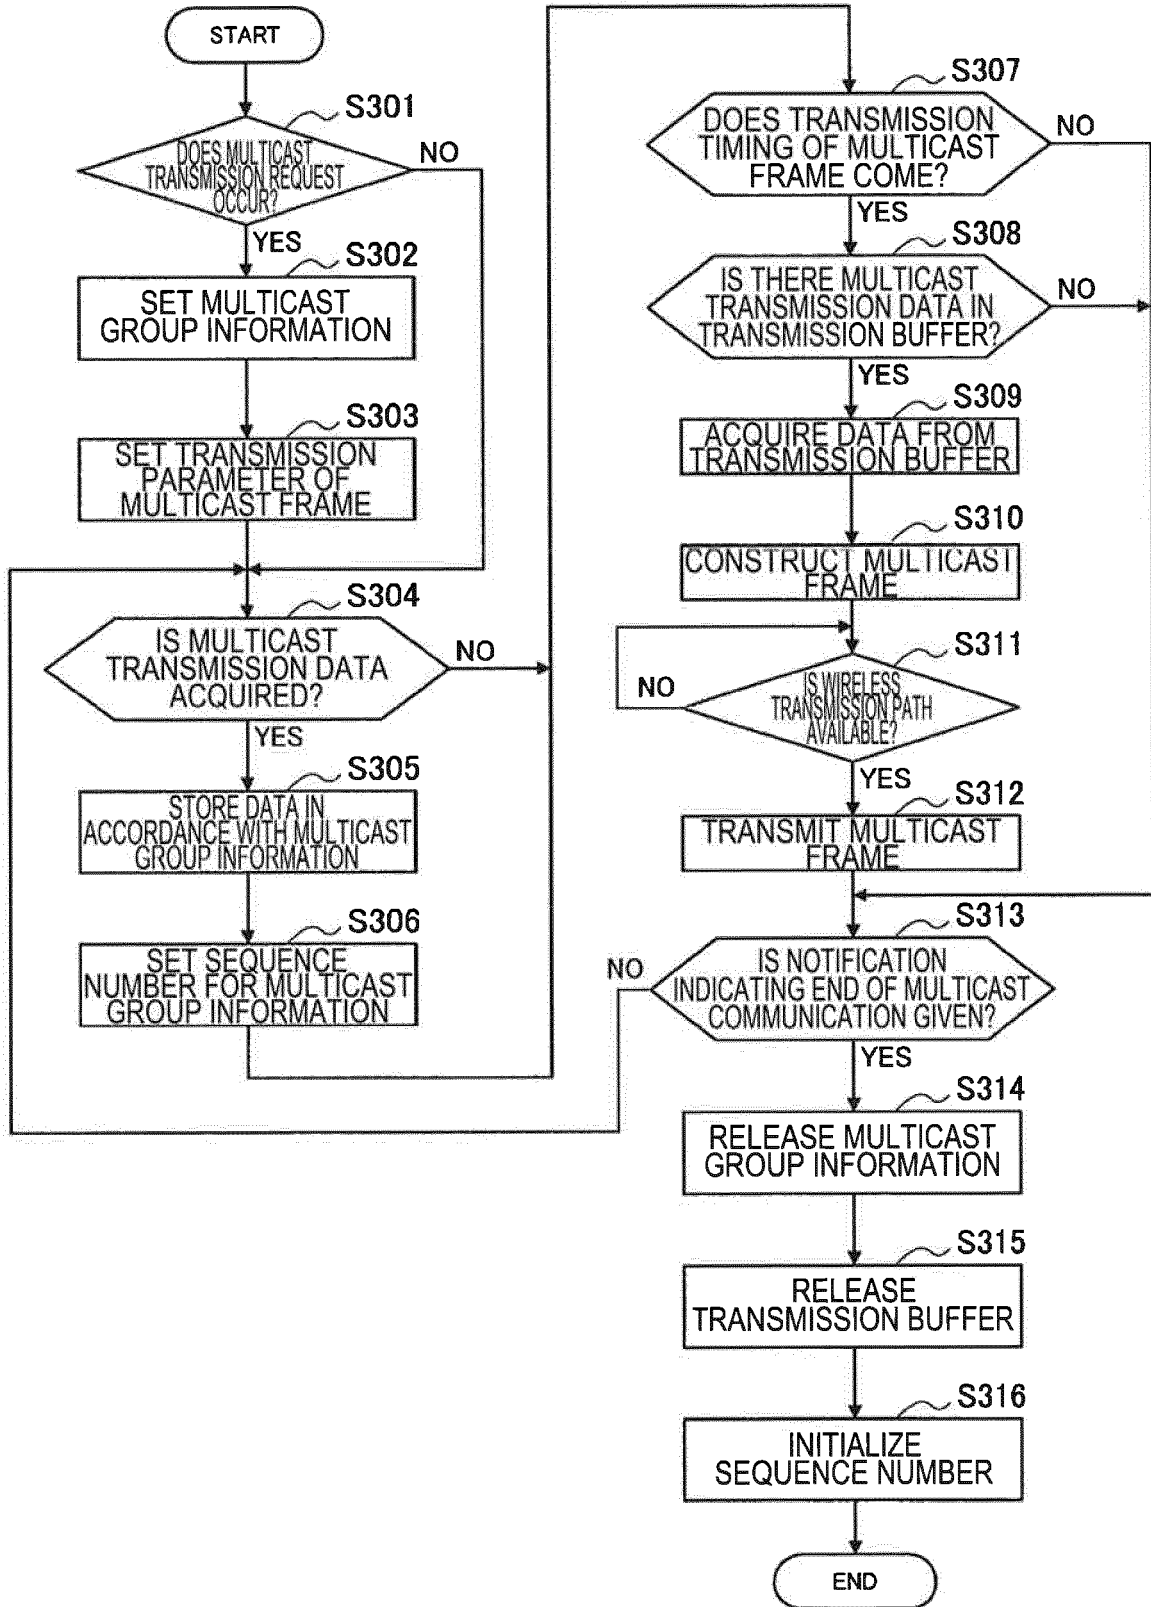 START
S301
DOES MULTICAST
TRANSMISSION REQUEST
OCCUR?
NO
YES
S302
SET MULTICAST
GROUP INFORMATION
S303
SET TRANSMISSION
PARAMETER OF
MULTICAST FRAME
S304
IS MULTICAST
TRANSMISSION DATA
ACQUIRED?
NO
YES
S305
STORE DATA IN
ACCORDANCE WITH MULTICAST
GROUP INFORMATION
S306
SET SEQUENCE
NUMBER FOR MULTICAST
GROUP INFORMATION
S307
DOES TRANSMISSION
TIMING OF MULTICAST
FRAME COME?
NO
YES
S308
IS THERE MULTICAST
TRANSMISSION DATA IN
TRANSMISSION BUFFER?
NO
YES
S309
ACQUIRE DATA FROM
TRANSMISSION BUFFER
S310
CONSTRUCT MULTICAST
FRAME
S311
IS WIRELESS
TRANSMISSION PATH
AVAILABLE?
NO
YES
S312
TRANSMIT MULTICAST
FRAME
S313
IS NOTIFICATION
INDICATING END OF MULTICAST
COMMUNICATION GIVEN?
NO
YES
S314
RELEASE MULTICAST
GROUP INFORMATION
S315
RELEASE
TRANSMISSION BUFFER
S316
INITIALIZE
SEQUENCE NUMBER
END